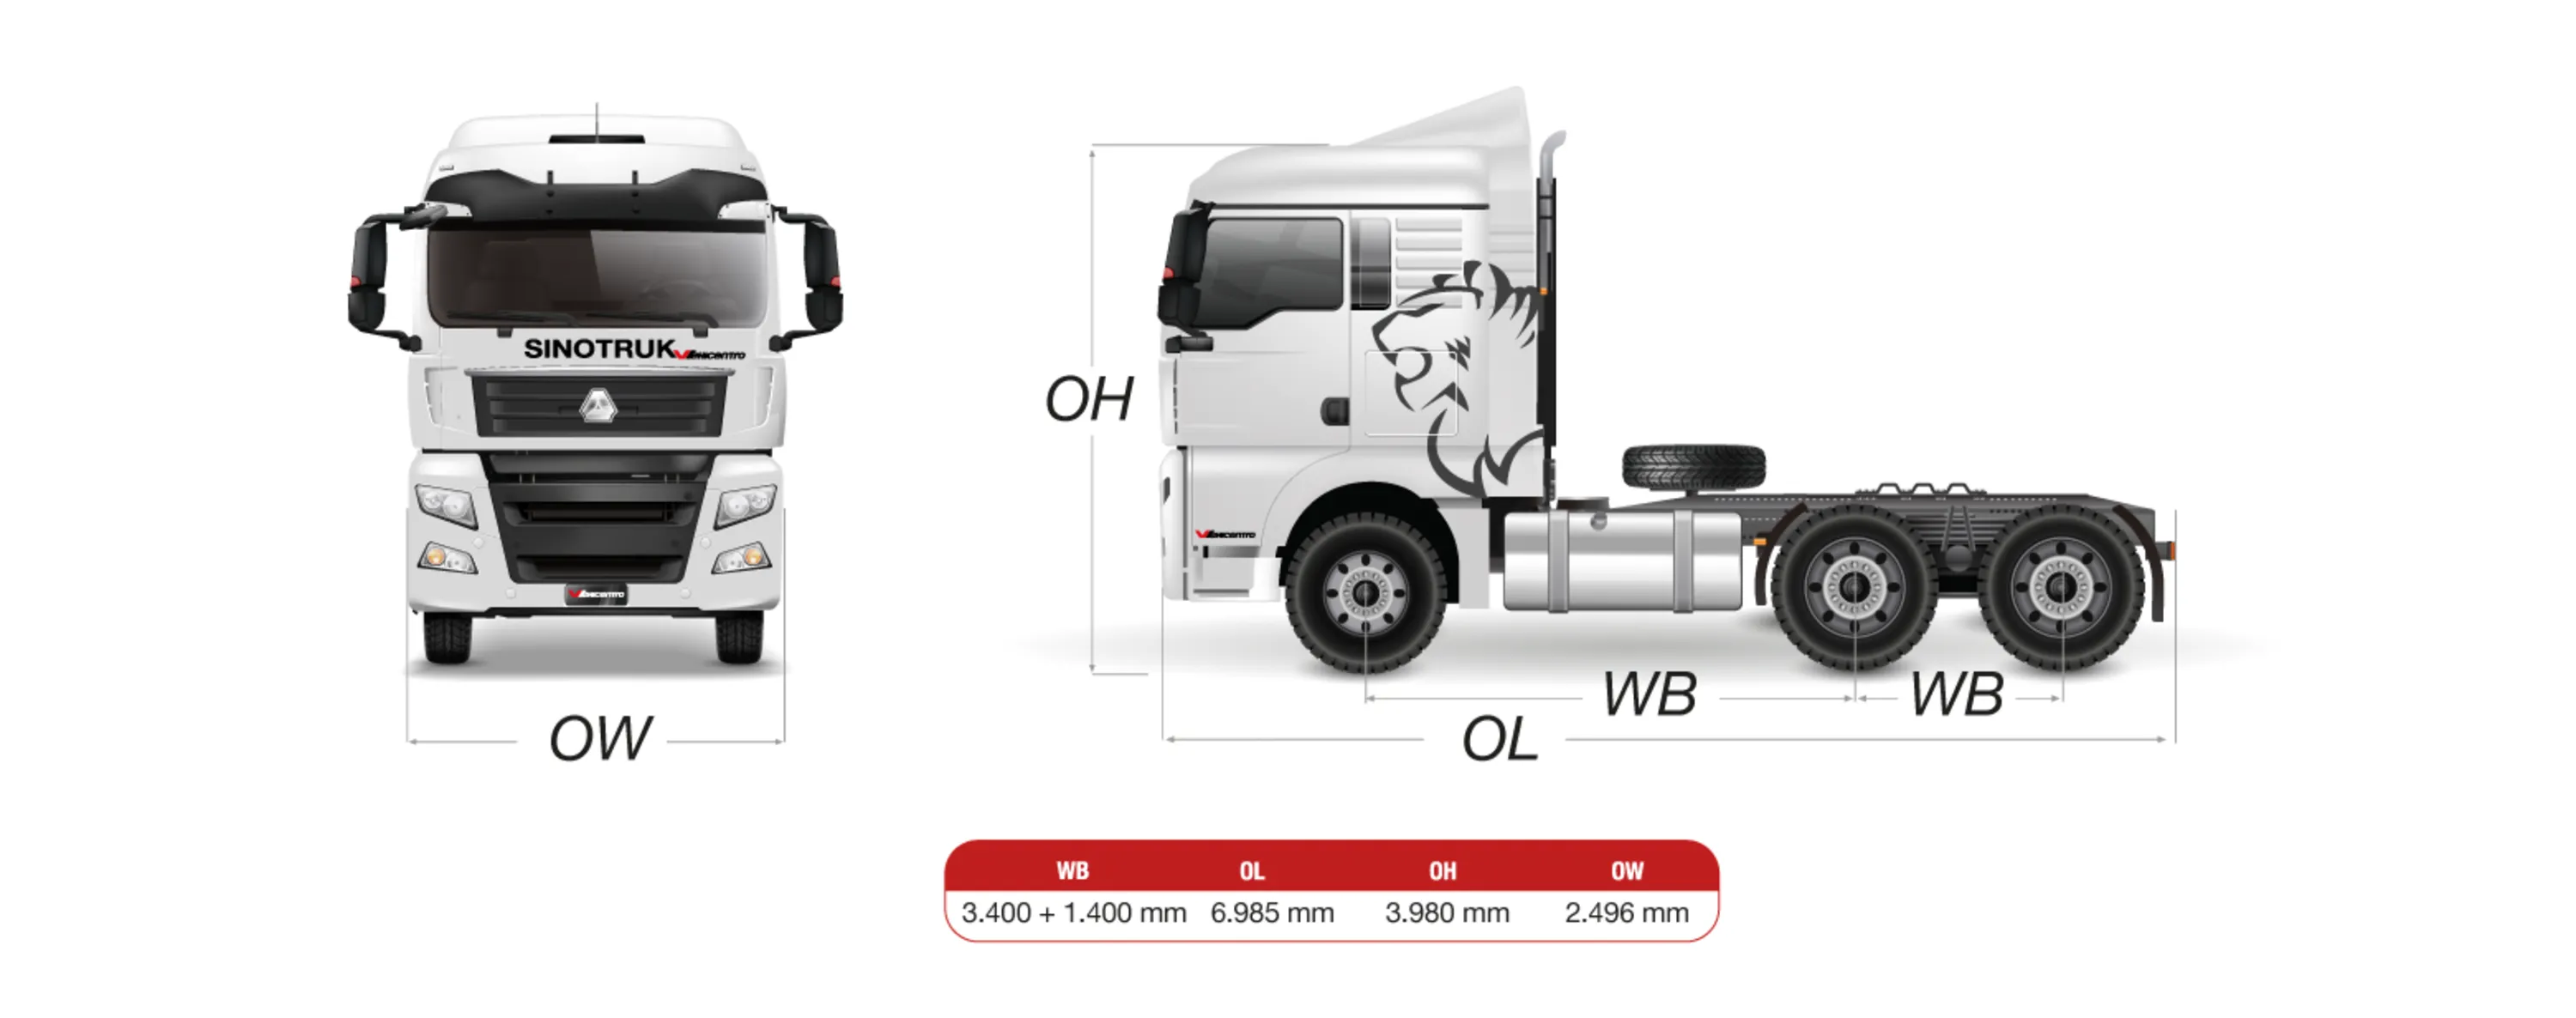 SINOTRUK
Vehicentro
Vehicentro
OW
OH
Vehicentro
WB
WB
OL
WB OL OH OW
3.400 + 1.400 mm 6.985 mm 3.980 mm 2.496 mm